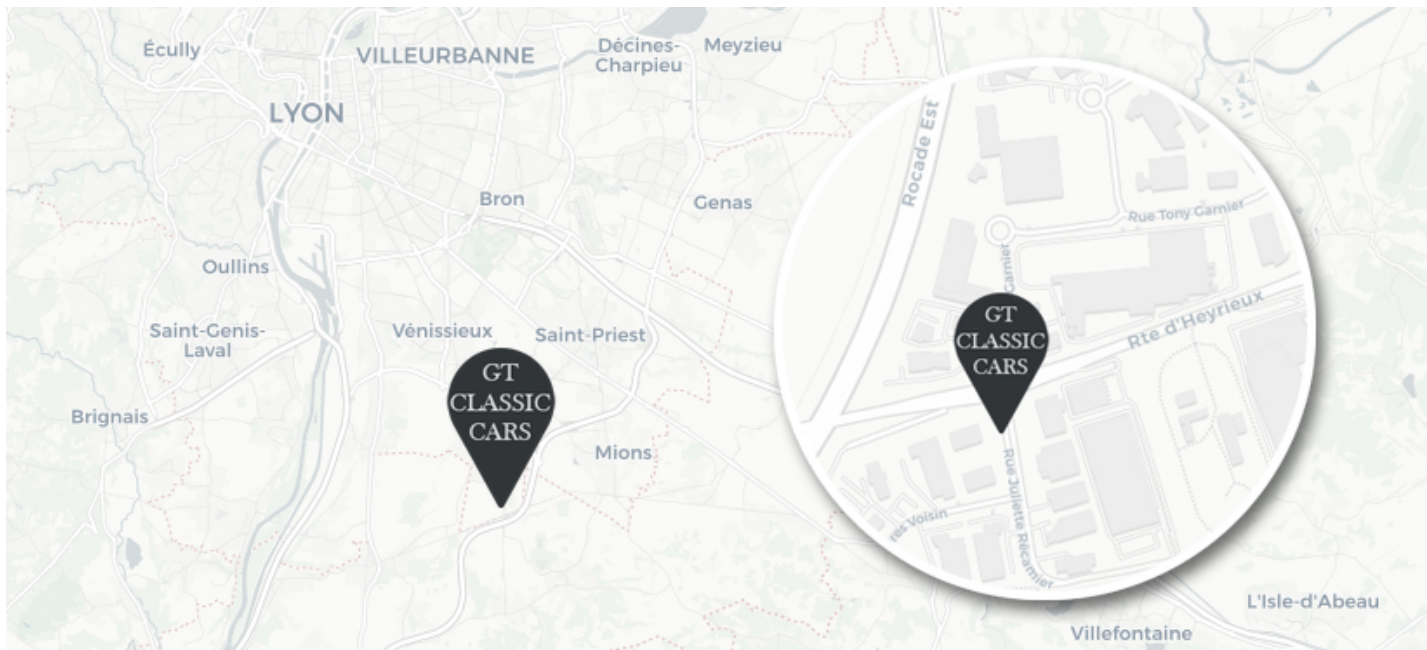 Écully
VILLEURBANNE
Décines-
Charpieu
Meyzieu
LYON
Bron
Genas
Oullins
Saint-Genis-
Laval
Vénissieux
Saint-Priest
GT
CLASSIC
CARS
Brignais
Mions
Rocade Est
Rue Tony Garnier
Garnier
Rte d'Heyrieux
GT
CLASSIC
CARS
Rue Juliette Récamier
res Voisin
L'Isle-d'Abeau
Villefontaine